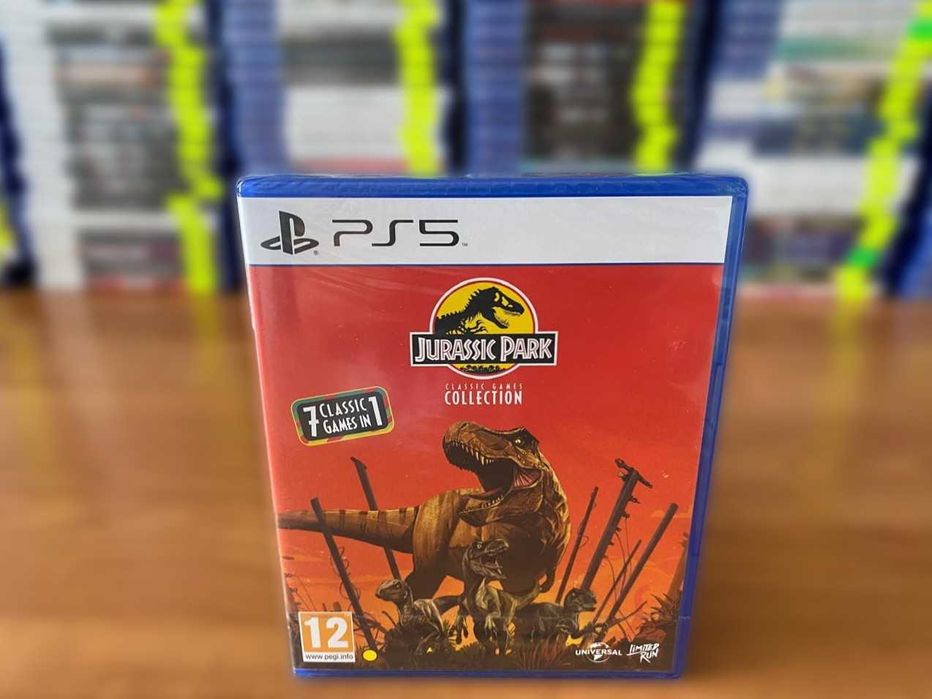 PS5
JURASSIC PARK
CLASSIC GAMES
COLLECTION
7 CLASSIC
GAMES IN 1
12
www.pegi.info
UNIVERSAL
LIMITED
RUN